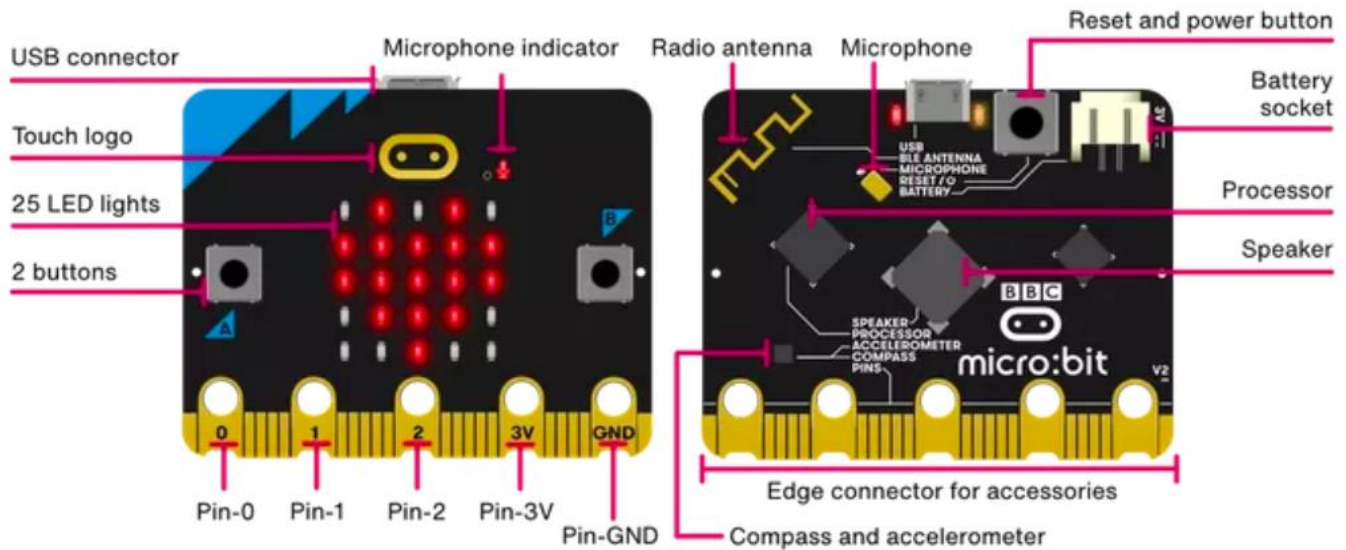 Reset and power button
USB connector
Microphone indicator
Radio antenna
Microphone
Battery
socket
Touch logo
25 LED lights
2 buttons
A
B
0
1
2
3V
GND
Pin-0
Pin-1
Pin-2
Pin-3V
Pin-GND
3V
USB
BLE ANTENNA
MICROPHONE
RESET / ⏻
BATTERY
Processor
Speaker
BBC
SPEAKER
PROCESSOR
ACCELEROMETER
COMPASS
PINS
micro:bit
V2
Edge connector for accessories
Compass and accelerometer